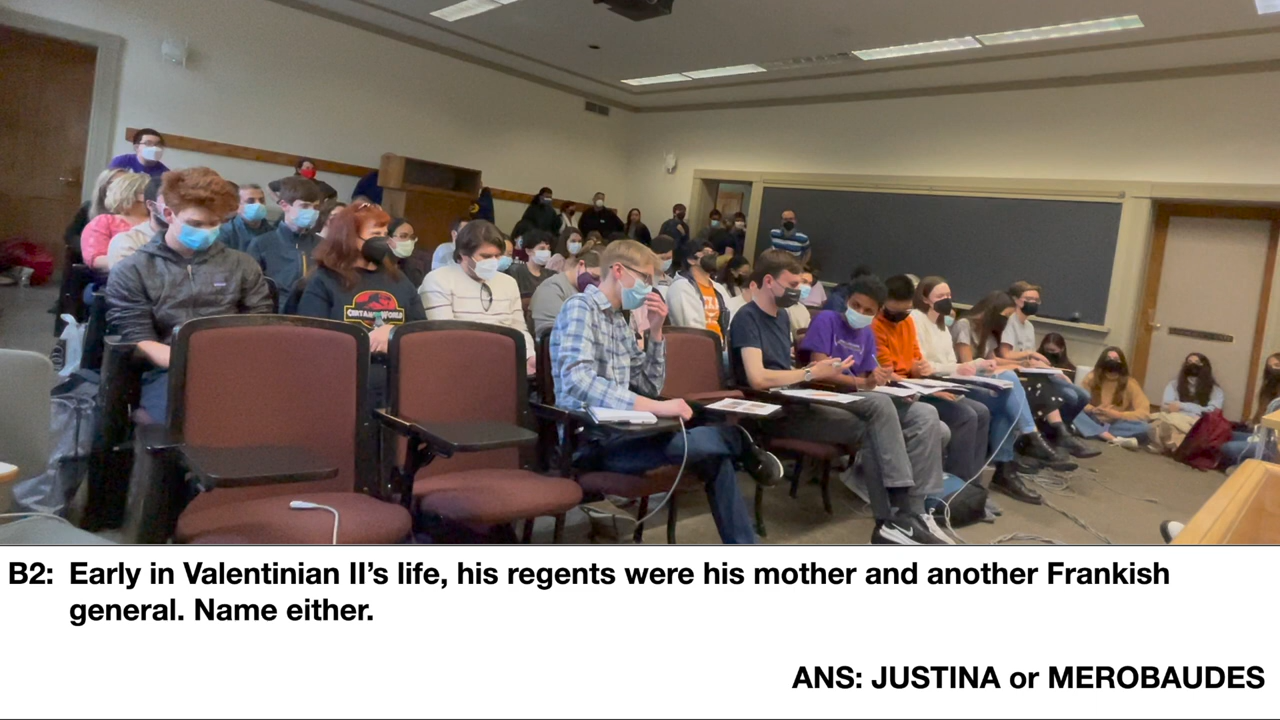 CERTAMEN WORLD
B2: Early in Valentinian II’s life, his regents were his mother and another Frankish
general. Name either.
ANS: JUSTINA or MEROBAUDES